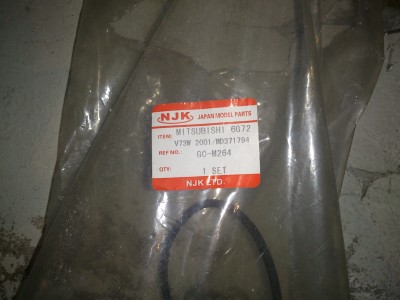 NJK JAPAN MODEL PARTS
ITEM: MITSUBISHI 6G72
V73W 2001/MD371794
REF NO.: GC-M264
QTY: 1 SET
NJK LTD.